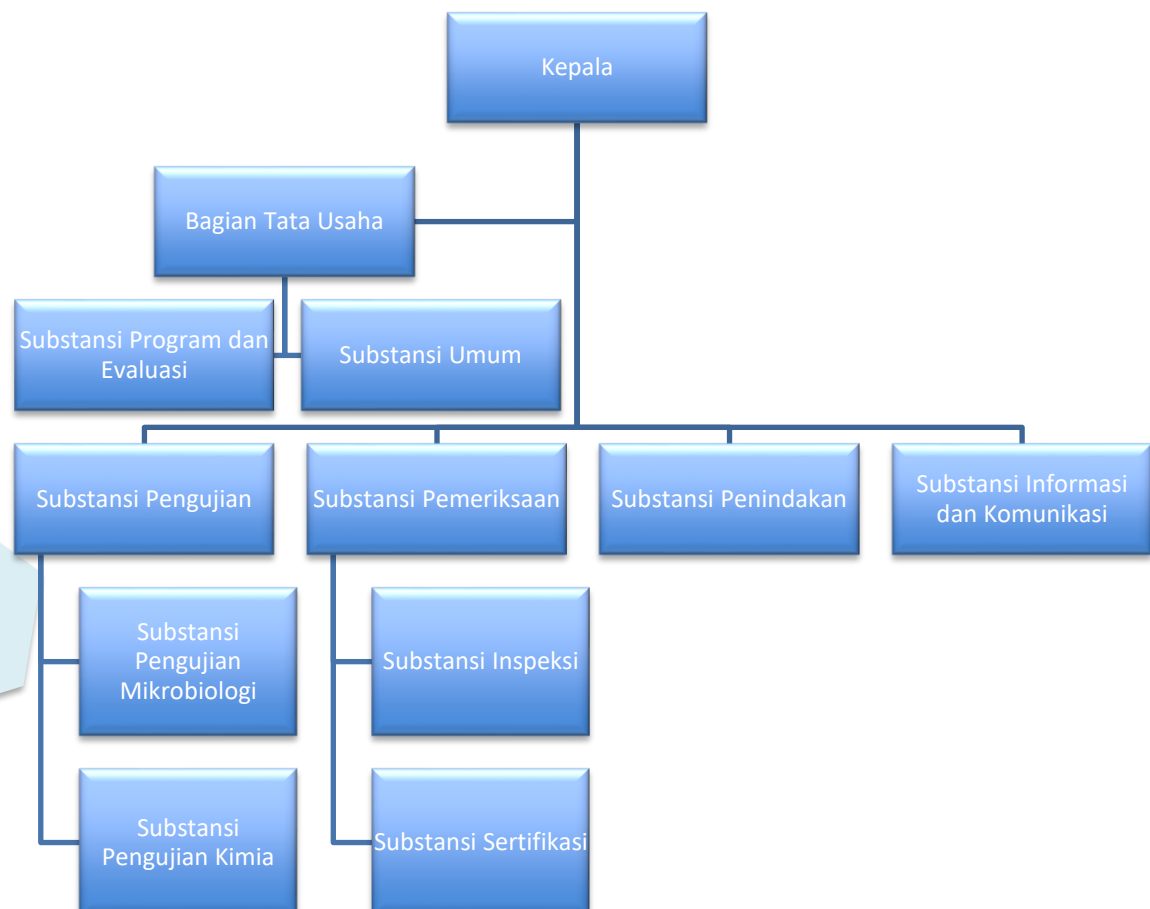 Kepala
Bagian Tata Usaha
Substansi Program dan
Evaluasi
Substansi Umum
Substansi Pengujian
Substansi Pemeriksaan
Substansi Penindakan
Substansi Informasi
dan Komunikasi
Substansi
Pengujian
Mikrobiologi
Substansi Inspeksi
Substansi
Pengujian Kimia
Substansi Sertifikasi